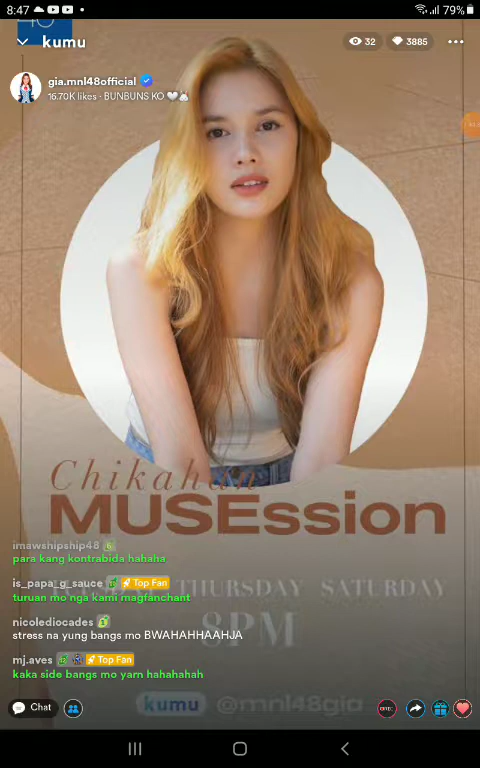 8:47
79%
kumu
32
3885
gia.mnl48official
16.70K likes · BUNBUNS KO
Chikahan
MUSEssion
imawshipship48 6
para kang kontrabida hahaha
is_papa_g_sauce Top Fan
turuan mo nga kami magfanchant
THURSDAY SATURDAY
nicolediocades
8PM
stress na yung bangs mo BWAHAHHAAHJA
mj.aves Top Fan
kaka side bangs mo yarn hahahahah
Chat
kumu @mnl48gia